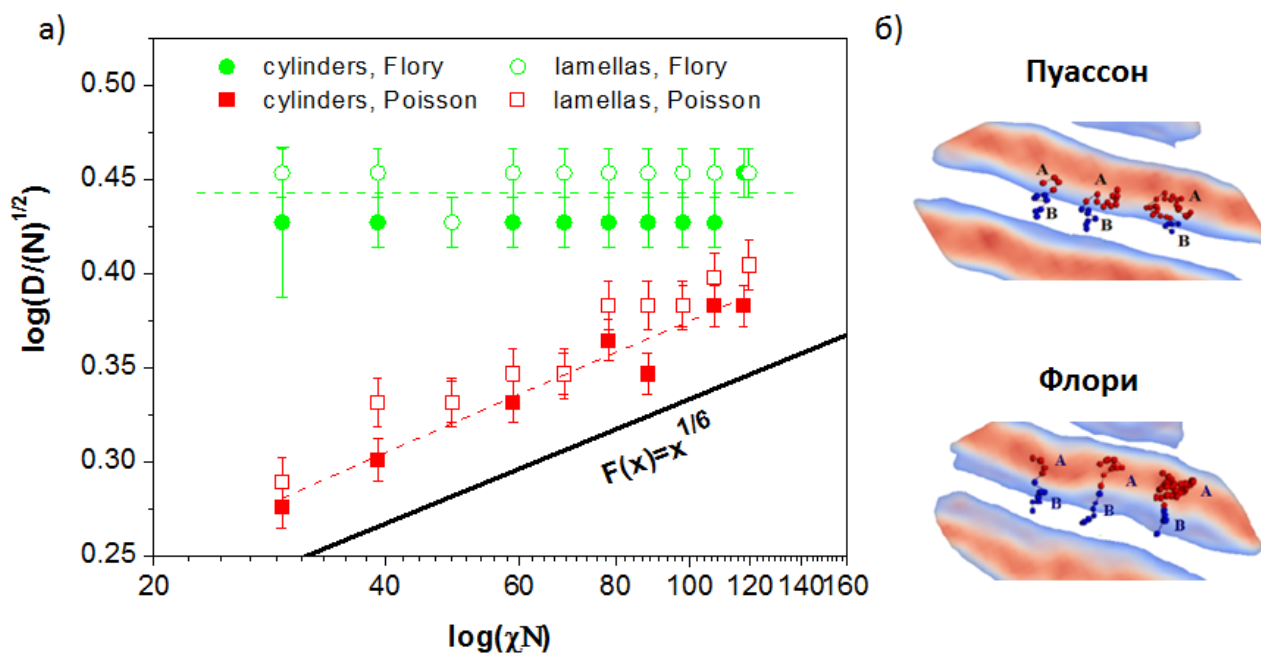 а)
log(D/(N)^1/2)
0.50
0.45
0.40
0.35
0.30
0.25
cylinders, Flory
lamellas, Flory
cylinders, Poisson
lamellas, Poisson
F(x)=x^1/6
20 40 60 80 100 120 140 160
log(χN)
б)
Пуассон
A A A
B B B
Флори
A A A
B B B